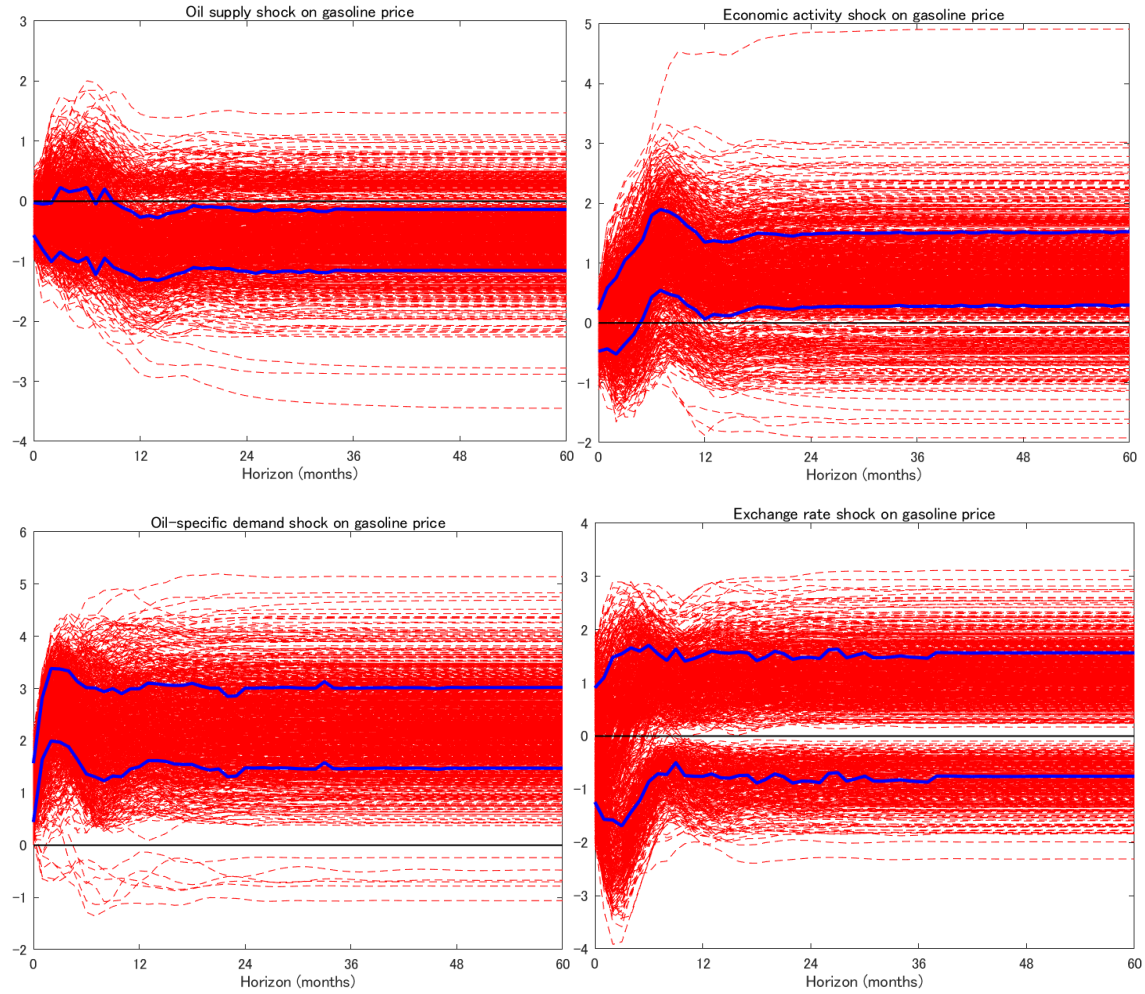 Oil supply shock on gasoline price
3
2
1
0
-1
-2
-3
-4
0 12 24 36 48 60
Horizon (months)
Economic activity shock on gasoline price
5
4
3
2
1
0
-1
-2
0 12 24 36 48 60
Horizon (months)
Oil-specific demand shock on gasoline price
6
5
4
3
2
1
0
-1
-2
0 12 24 36 48 60
Horizon (months)
Exchange rate shock on gasoline price
4
3
2
1
0
-1
-2
-3
-4
0 12 24 36 48 60
Horizon (months)